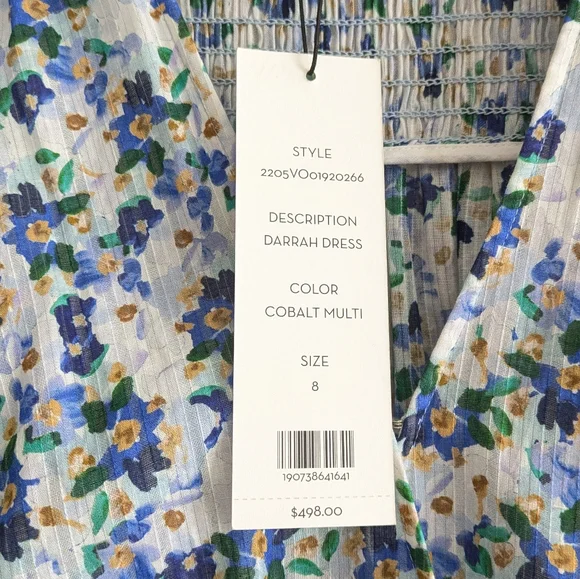 STYLE
2205VO01920266
DESCRIPTION
DARRAH DRESS
COLOR
COBALT MULTI
SIZE
8
190738641641
$498.00